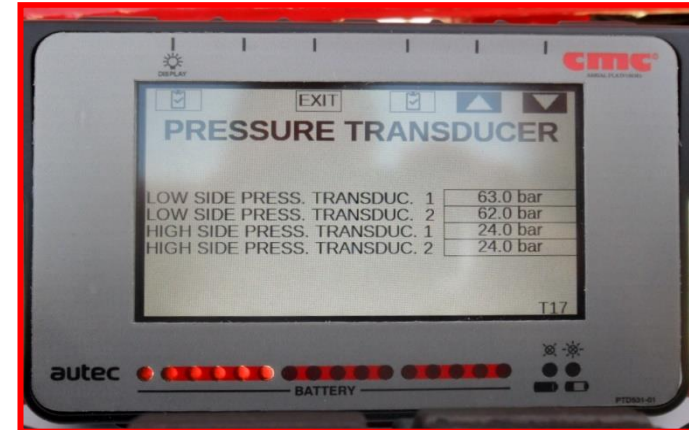 DISPLAY
cmc
AERIAL PLATFORMS
EXIT
PRESSURE TRANSDUCER
LOW SIDE PRESS. TRANSDUC. 1 63.0 bar
LOW SIDE PRESS. TRANSDUC. 2 62.0 bar
HIGH SIDE PRESS. TRANSDUC. 1 24.0 bar
HIGH SIDE PRESS. TRANSDUC. 2 24.0 bar
T17
autec
BATTERY